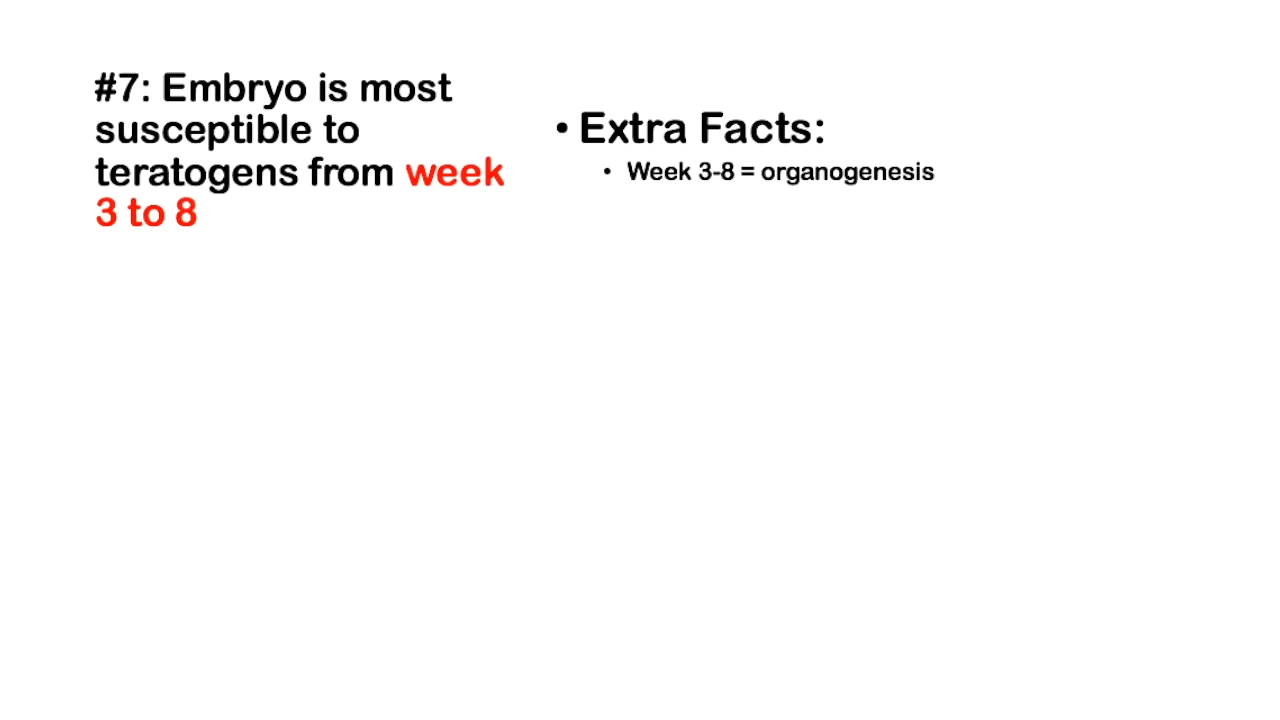 #7: Embryo is most
susceptible to
teratogens from week
3 to 8
• Extra Facts:
• Week 3-8 = organogenesis